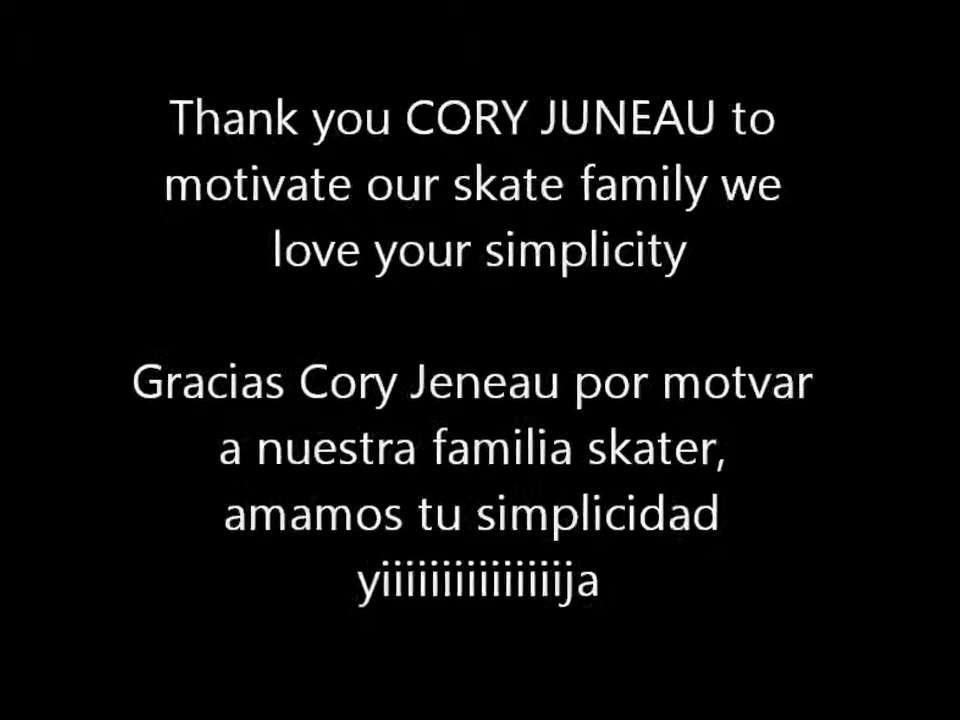 Thank you CORY JUNEAU to
motivate our skate family we
love your simplicity
Gracias Cory Jeneau por motvar
a nuestra familia skater,
amamos tu simplicidad
yiiiiiiiiiiiiiiija